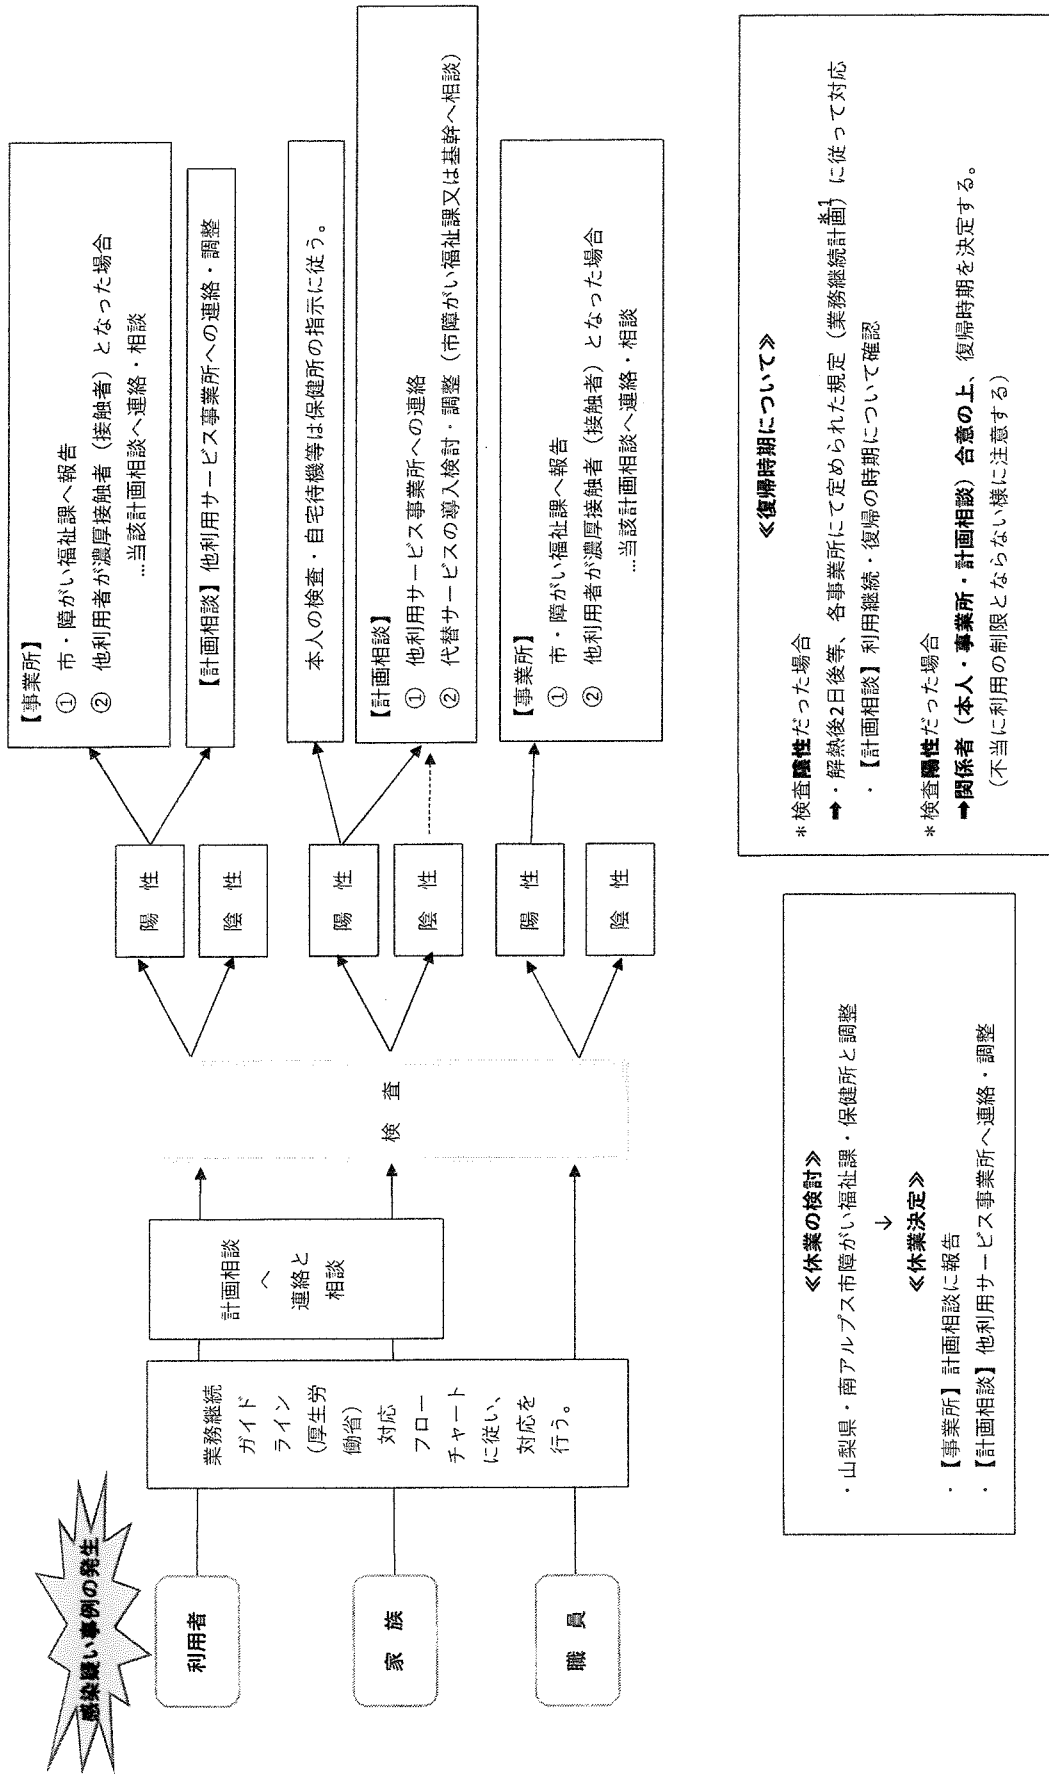 感染疑い事例の発生
利用者
家 族
職 員
業務継続
ガイド
ライン
(厚生労
働省)
対応
フロー
チャート
に従い、
対応を
行う。
計画相談
へ
連絡と
相談
検 査
陽 性
陰 性
陽 性
陰 性
陽 性
陰 性
【事業所】
① 市・障がい福祉課へ報告
② 他利用者が濃厚接触者（接触者）となった場合
…当該計画相談へ連絡・相談
【計画相談】他利用サービス事業所への連絡・調整
本人の検査・自宅待機等は保健所の指示に従う。
【計画相談】
① 他利用サービス事業所への連絡
② 代替サービスの導入検討・調整（市障がい福祉課又は基幹へ相談）
【事業所】
① 市・障がい福祉課へ報告
② 他利用者が濃厚接触者（接触者）となった場合
…当該計画相談へ連絡・相談
≪休業の検討≫
・山梨県・南アルプス市障がい福祉課・保健所と調整
↓
≪休業決定≫
・【事業所】計画相談に報告
・【計画相談】他利用サービス事業所へ連絡・調整
≪復帰時期について≫
＊検査陰性だった場合
➡・解熱後2日後等、各事業所にて定められた規定（業務継続計画）※1に従って対応
・【計画相談】利用継続・復帰の時期について確認
＊検査陽性だった場合
➡関係者（本人・事業所・計画相談）合意の上、復帰時期を決定する。
（不当に利用の制限とならない様に注意する）